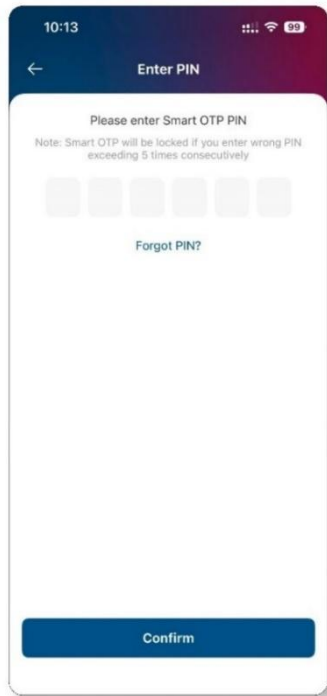 10:13
99
Enter PIN
Please enter Smart OTP PIN
Note: Smart OTP will be locked if you enter wrong PIN
exceeding 5 times consecutively
Forgot PIN?
Confirm